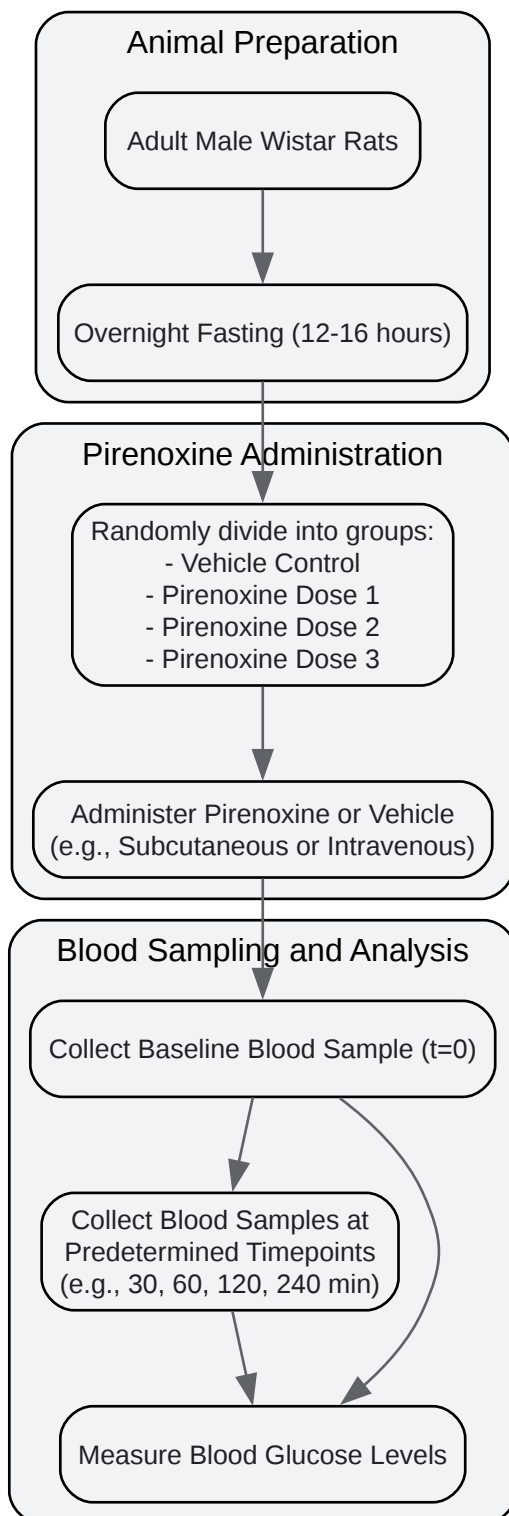 Animal Preparation
Adult Male Wistar Rats
Overnight Fasting (12-16 hours)
Pirenoxine Administration
Randomly divide into groups:
- Vehicle Control
- Pirenoxine Dose 1
- Pirenoxine Dose 2
- Pirenoxine Dose 3
Administer Pirenoxine or Vehicle
(e.g., Subcutaneous or Intravenous)
Blood Sampling and Analysis
Collect Baseline Blood Sample (t=0)
Collect Blood Samples at
Predetermined Timepoints
(e.g., 30, 60, 120, 240 min)
Measure Blood Glucose Levels